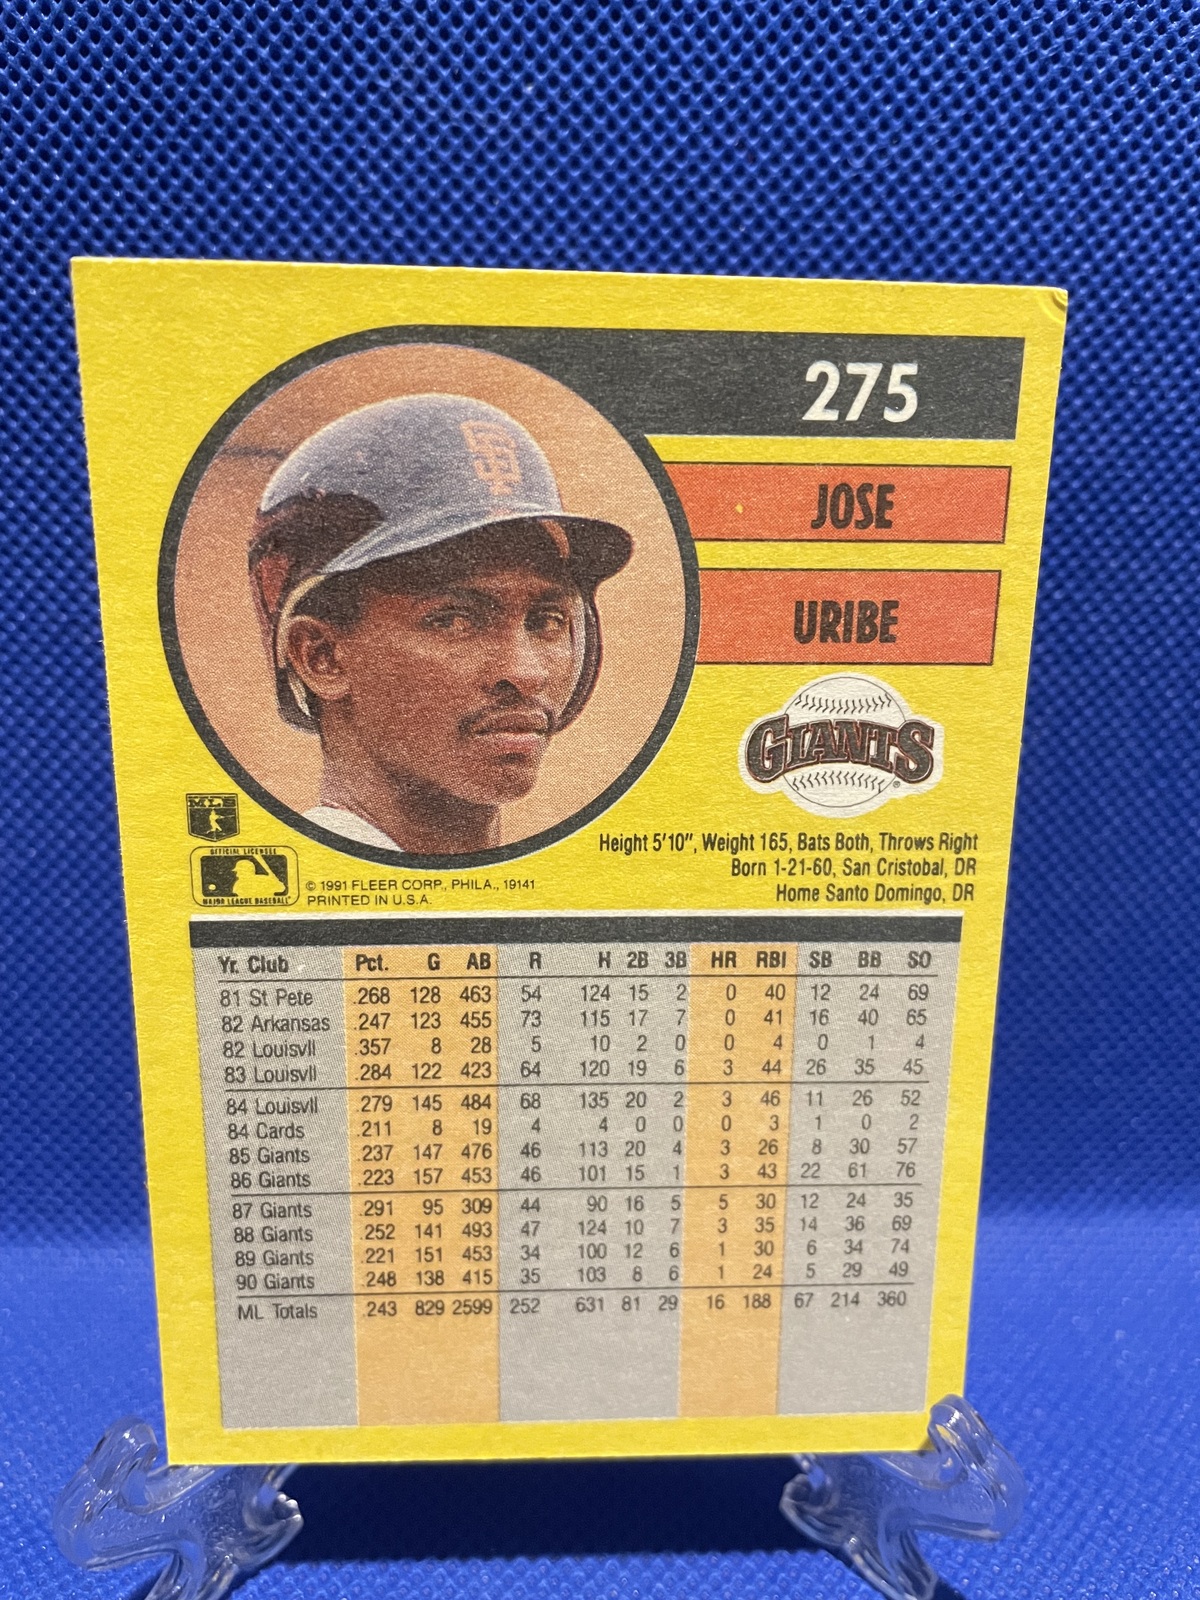 275
JOSE
URIBE
SF
GIANTS
MLB
OFFICIAL LICENSEE
MAJOR LEAGUE BASEBALL
© 1991 FLEER CORP., PHILA., 19141
PRINTED IN U.S.A.
Height 5'10", Weight 165, Bats Both, Throws Right
Born 1-21-60, San Cristobal, DR
Home Santo Domingo, DR
Yr. Club Pct. G AB R H 2B 3B HR RBI SB BB SO
81 St Pete .268 128 463 54 124 15 2 0 40 12 24 69
82 Arkansas .247 123 455 73 115 17 7 0 41 16 40 65
82 Louisvll .357 8 28 5 10 2 0 0 4 0 1 4
83 Louisvll .284 122 423 64 120 19 6 3 44 26 35 45
84 Louisvll .279 145 484 68 135 20 2 3 46 11 26 52
84 Cards .211 8 19 4 4 0 0 0 3 1 0 2
85 Giants .237 147 476 46 113 20 4 3 26 8 30 57
86 Giants .223 157 453 46 101 15 1 3 43 22 61 76
87 Giants .291 95 309 44 90 16 5 5 30 12 24 35
88 Giants .252 141 493 47 124 10 7 3 35 14 36 69
89 Giants .221 151 453 34 100 12 6 1 30 6 34 74
90 Giants .248 138 415 35 103 8 6 1 24 5 29 49
ML Totals .243 829 2599 252 631 81 29 16 188 67 214 360